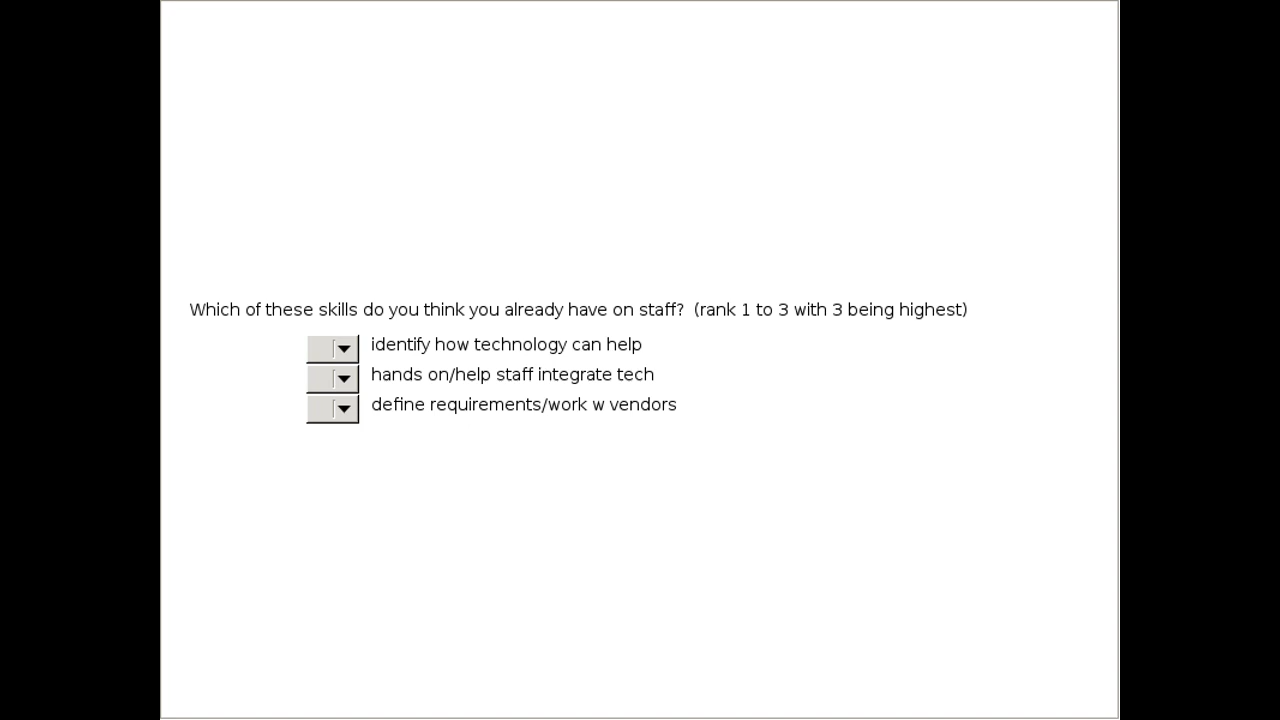 Which of these skills do you think you already have on staff?  (rank 1 to 3 with 3 being highest)
identify how technology can help
hands on/help staff integrate tech
define requirements/work w vendors